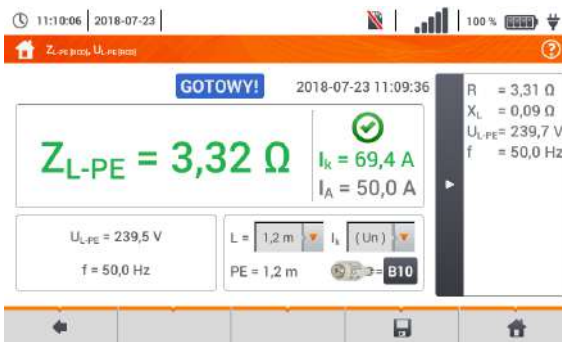 11:10:06 2018-07-23 100 %
ZL-PE [RCD], UL-PE [RCD]
GOTOWY! 2018-07-23 11:09:36
ZL-PE = 3,32 Ω
Ik = 69,4 A
IA = 50,0 A
UL-PE = 239,5 V
f = 50,0 Hz
L = 1,2 m Ik (Un)
PE = 1,2 m = B10
R = 3,31 Ω
XL = 0,09 Ω
UL-PE= 239,7 V
f = 50,0 Hz